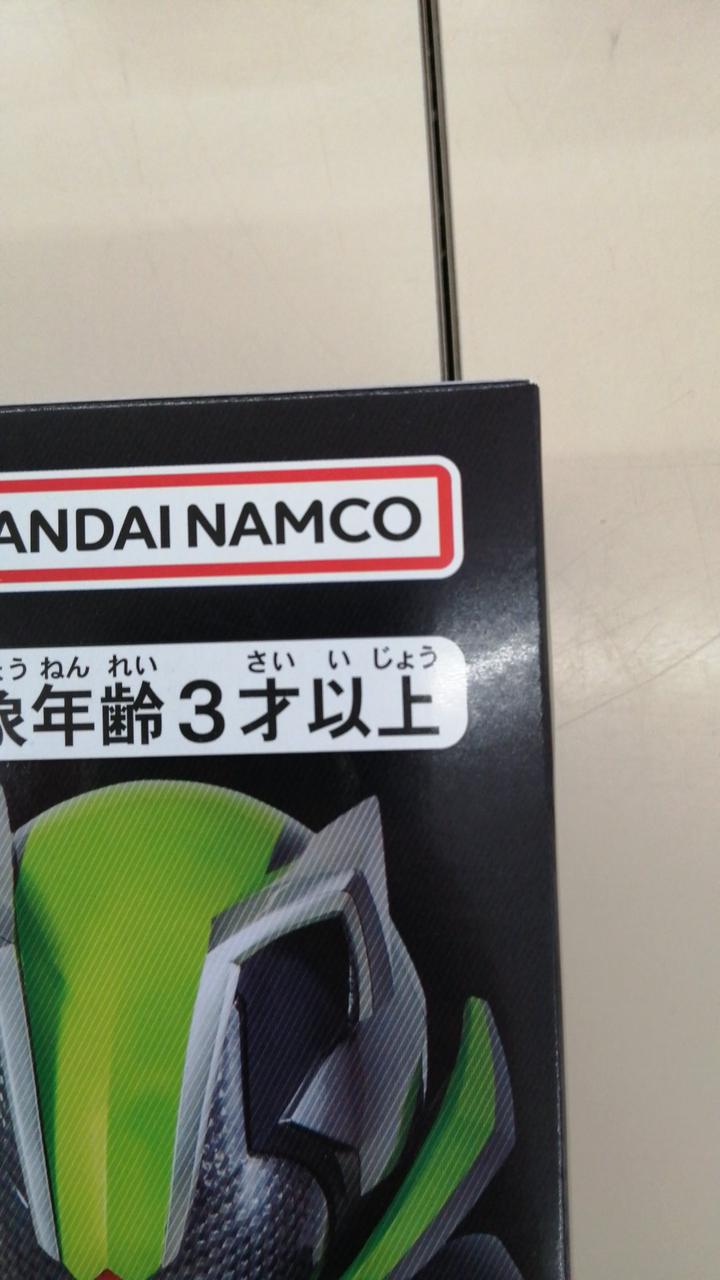 ANDAI NAMCO
ょう ねん れい さい い じょう
象年齢3才以上